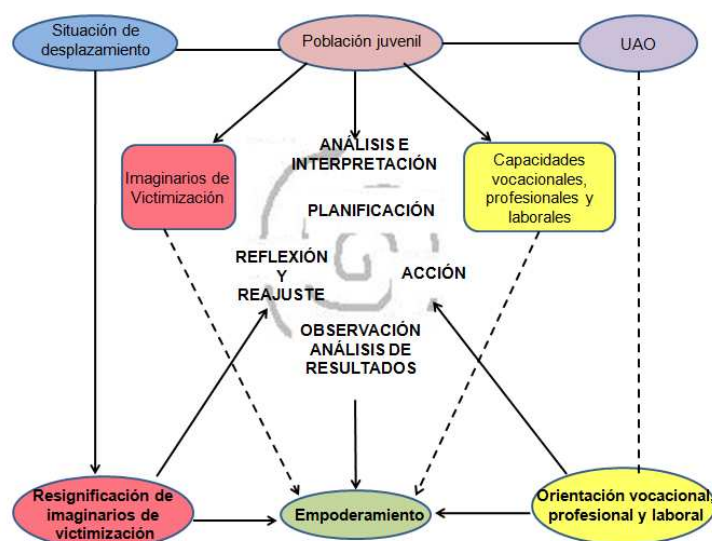 Situación de
desplazamiento
Población juvenil
UAO
Imaginarios de
Victimización
ANÁLISIS E
INTERPRETACIÓN
Capacidades
vocacionales,
profesionales y
laborales
PLANIFICACIÓN
REFLEXIÓN
Y
REAJUSTE
ACCIÓN
OBSERVACIÓN
ANÁLISIS DE
RESULTADOS
Resignificación de
imaginarios de
victimización
Empoderamiento
Orientación vocacional,
profesional y laboral